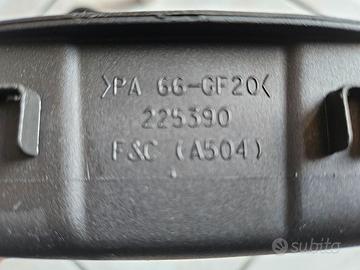 >PA 66-GF20<
225390
F&C (A504)
subito